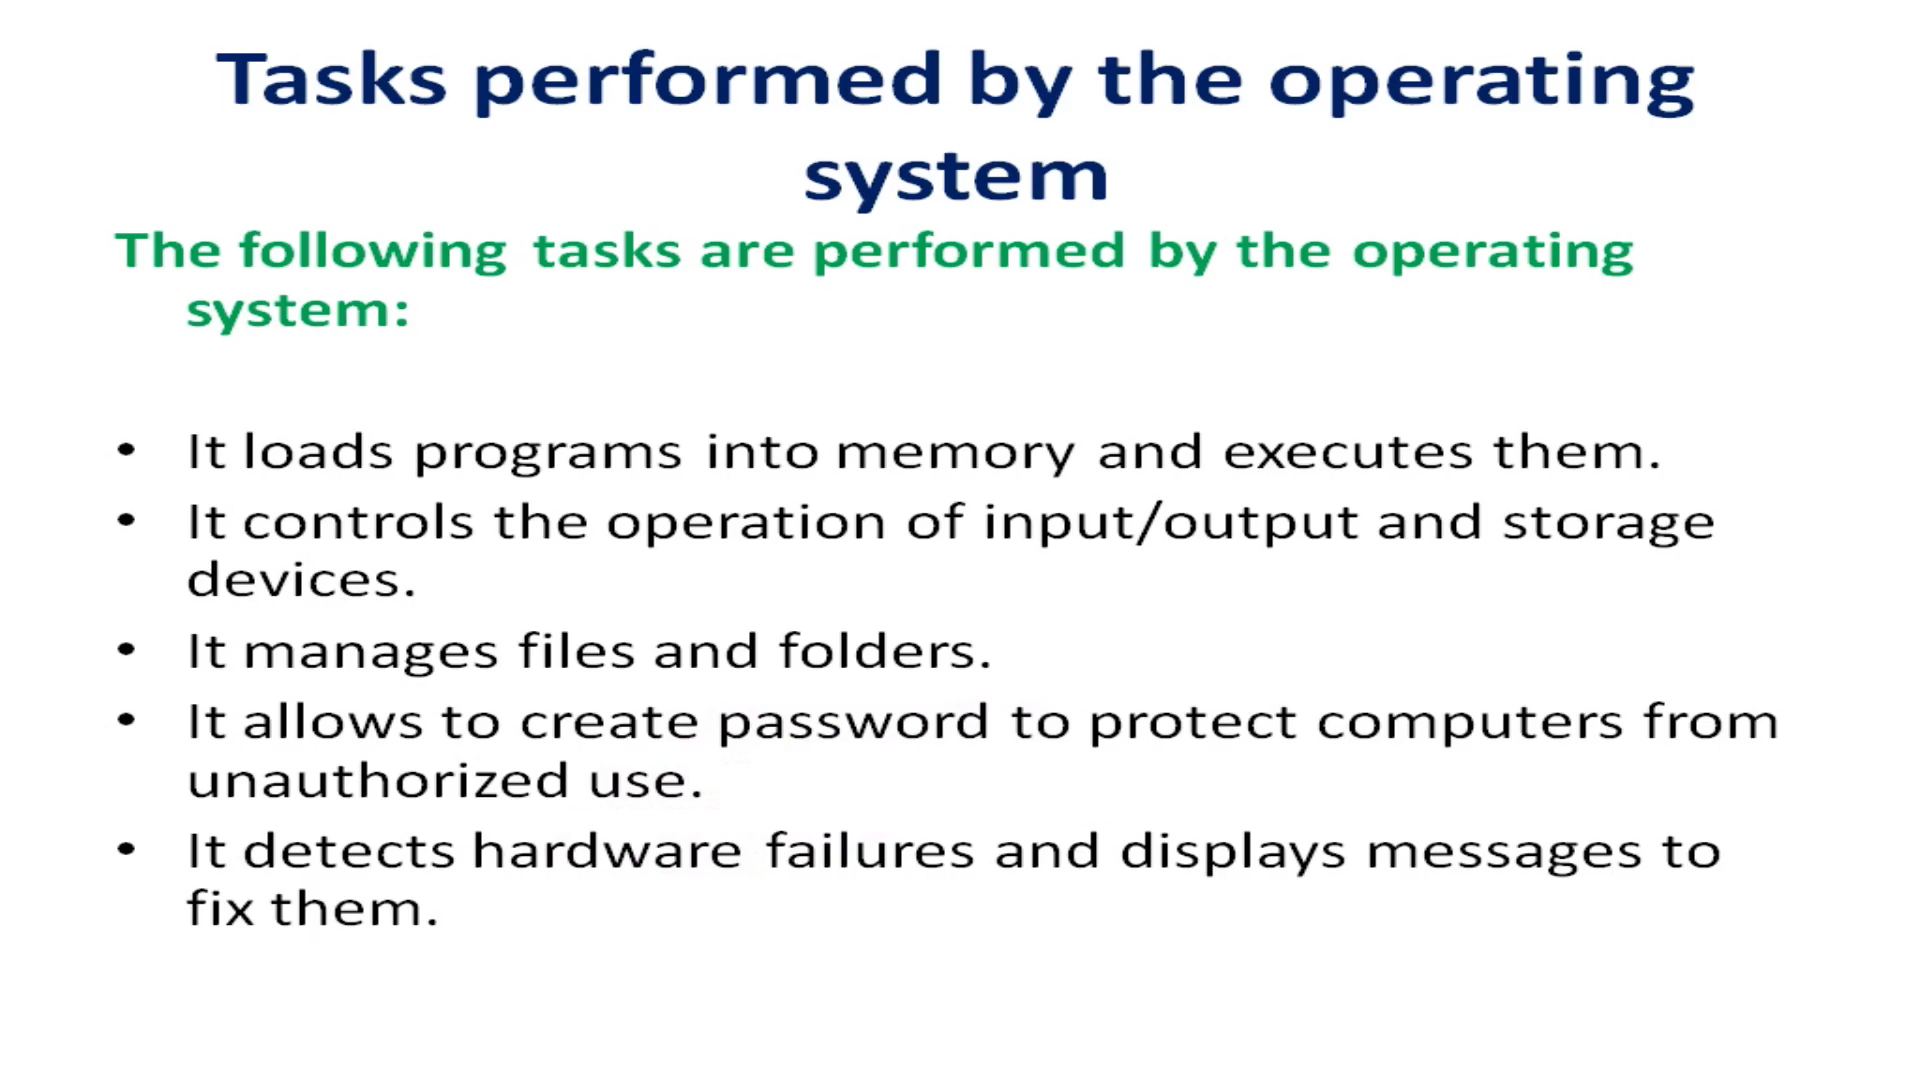 Tasks performed by the operating
system
The following tasks are performed by the operating
system:
• It loads programs into memory and executes them.
• It controls the operation of input/output and storage
devices.
• It manages files and folders.
• It allows to create password to protect computers from
unauthorized use.
• It detects hardware failures and displays messages to
fix them.